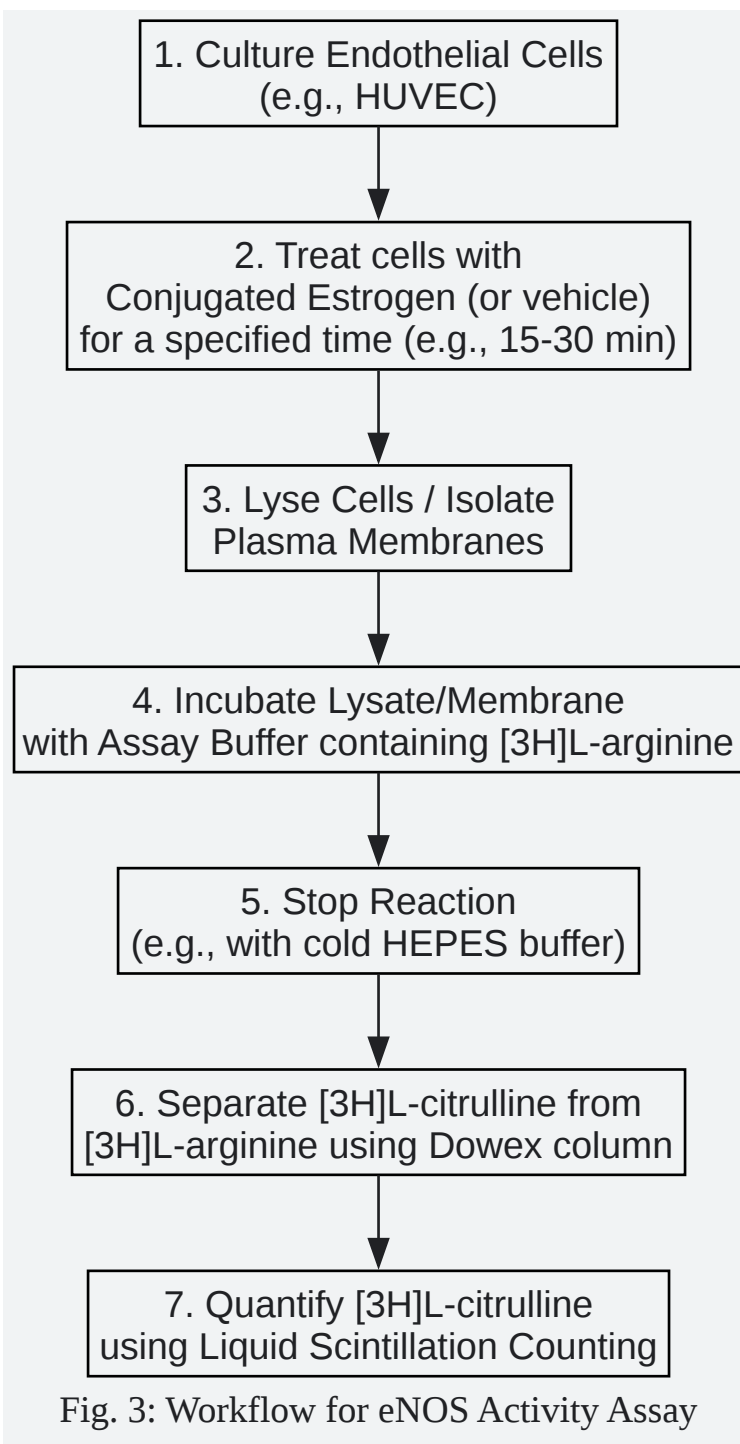 1. Culture Endothelial Cells
(e.g., HUVEC)
2. Treat cells with
Conjugated Estrogen (or vehicle)
for a specified time (e.g., 15-30 min)
3. Lyse Cells / Isolate
Plasma Membranes
4. Incubate Lysate/Membrane
with Assay Buffer containing [3H]L-arginine
5. Stop Reaction
(e.g., with cold HEPES buffer)
6. Separate [3H]L-citrulline from
[3H]L-arginine using Dowex column
7. Quantify [3H]L-citrulline
using Liquid Scintillation Counting
Fig. 3: Workflow for eNOS Activity Assay